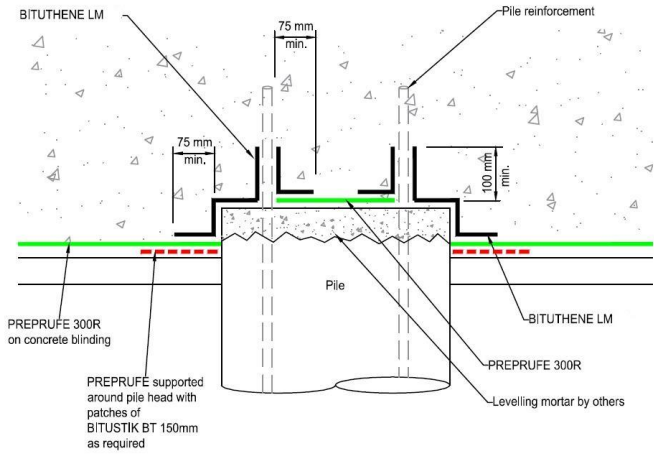 BITUTHENE LM
75 mm
min.
Pile reinforcement
75 mm
min.
100 mm
min.
Pile
PREPRUFE 300R
on concrete blinding
BITUTHENE LM
PREPRUFE 300R
PREPRUFE supported
around pile head with
patches of
BITUSTIK BT 150mm
as required
Levelling mortar by others